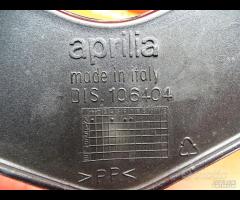 aprilia
made in italy
DIS. 106404
>PP<